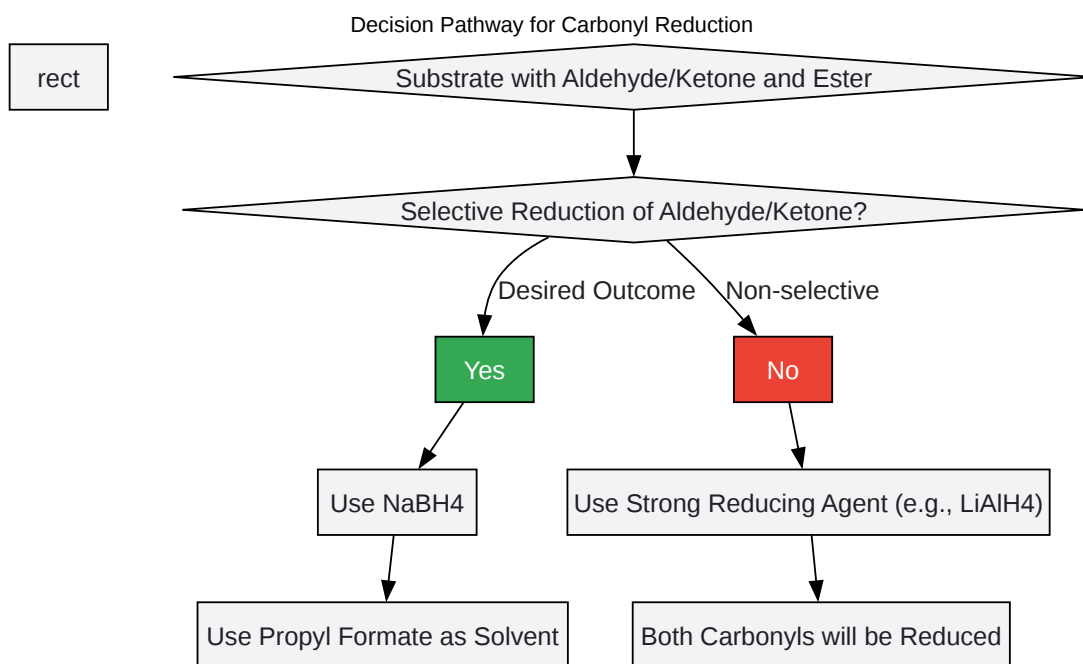 Decision Pathway for Carbonyl Reduction
rect
Substrate with Aldehyde/Ketone and Ester
Selective Reduction of Aldehyde/Ketone?
Desired Outcome
Non-selective
Yes
No
Use NaBH4
Use Strong Reducing Agent (e.g., LiAlH4)
Use Propyl Formate as Solvent
Both Carbonyls will be Reduced